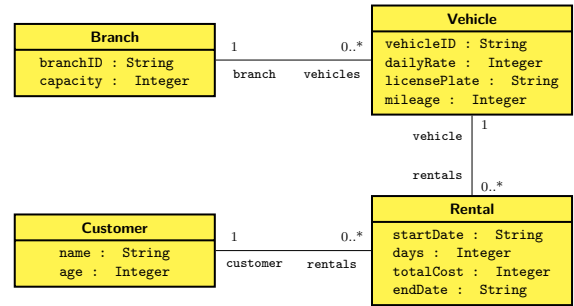 Branch
branchID : String
capacity : Integer
1
0..*
branch
vehicles
Vehicle
vehicleID : String
dailyRate : Integer
licensePlate : String
mileage : Integer
1
vehicle
rentals
0..*
Customer
name : String
age : Integer
1
0..*
customer
rentals
Rental
startDate : String
days : Integer
totalCost : Integer
endDate : String